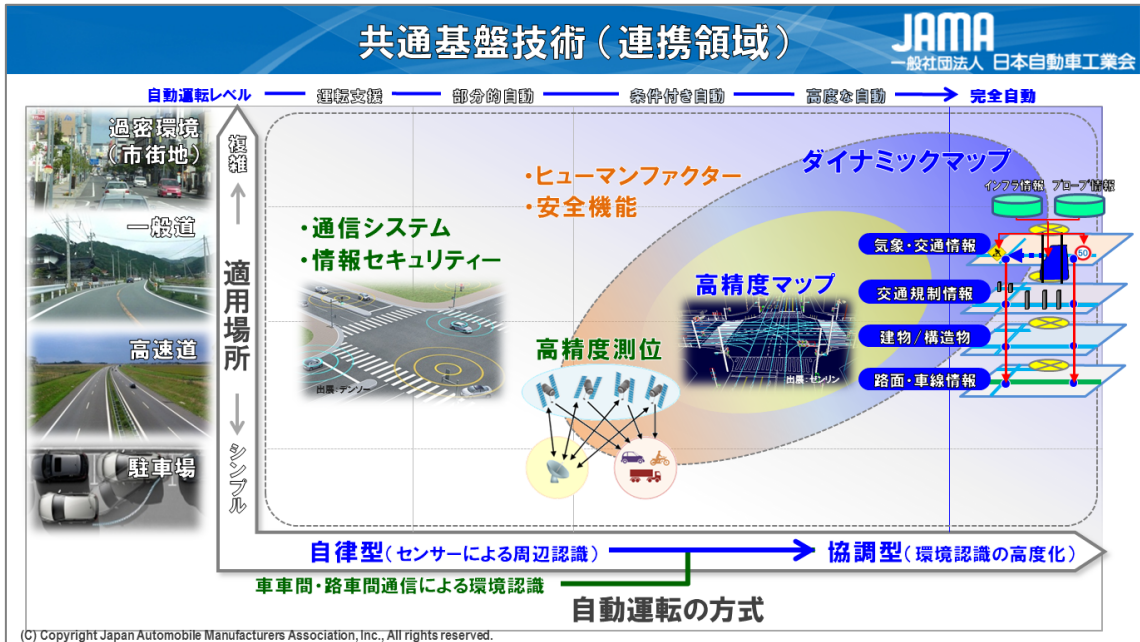 共通基盤技術（連携領域）
JAMA
一般社団法人 日本自動車工業会
自動運転レベル
運転支援
部分的自動
条件付き自動
高度な自動
完全自動
過密環境
（市街地）
一般道
高速道
駐車場
複雑
適用場所
シンプル
・通信システム
・情報セキュリティー
出展：デンソー
・ヒューマンファクター
・安全機能
高精度測位
高精度マップ
出展：ゼンリン
ダイナミックマップ
インフラ情報
プローブ情報
気象・交通情報
50
交通規制情報
建物/構造物
路面・車線情報
自律型（センサーによる周辺認識）
協調型（環境認識の高度化）
車車間・路車間通信による環境認識
自動運転の方式
(C) Copyright Japan Automobile Manufacturers Association, Inc., All rights reserved.